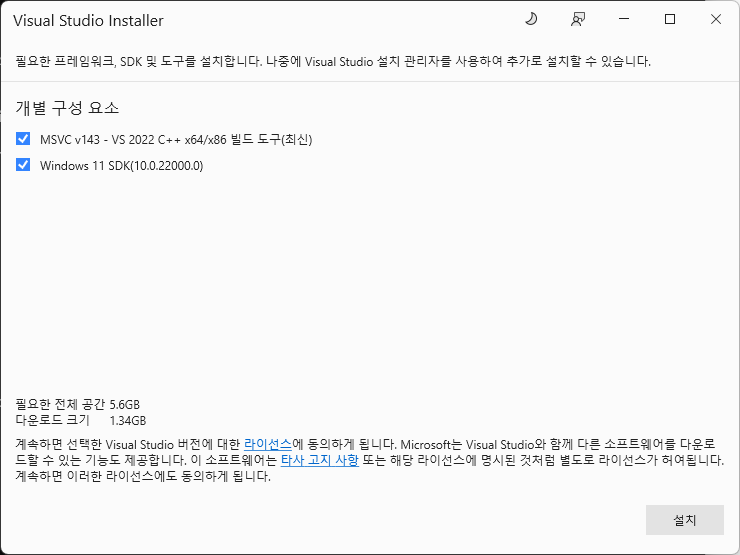 Visual Studio Installer
필요한 프레임워크, SDK 및 도구를 설치합니다. 나중에 Visual Studio 설치 관리자를 사용하여 추가로 설치할 수 있습니다.
개별 구성 요소
MSVC v143 - VS 2022 C++ x64/x86 빌드 도구(최신)
Windows 11 SDK(10.0.22000.0)
필요한 전체 공간 5.6GB
다운로드 크기 1.34GB
계속하면 선택한 Visual Studio 버전에 대한 라이선스에 동의하게 됩니다. Microsoft는 Visual Studio와 함께 다른 소프트웨어를 다운로
드할 수 있는 기능도 제공합니다. 이 소프트웨어는 타사 고지 사항 또는 해당 라이선스에 명시된 것처럼 별도로 라이선스가 허여됩니다.
계속하면 이러한 라이선스에도 동의하게 됩니다.
설치